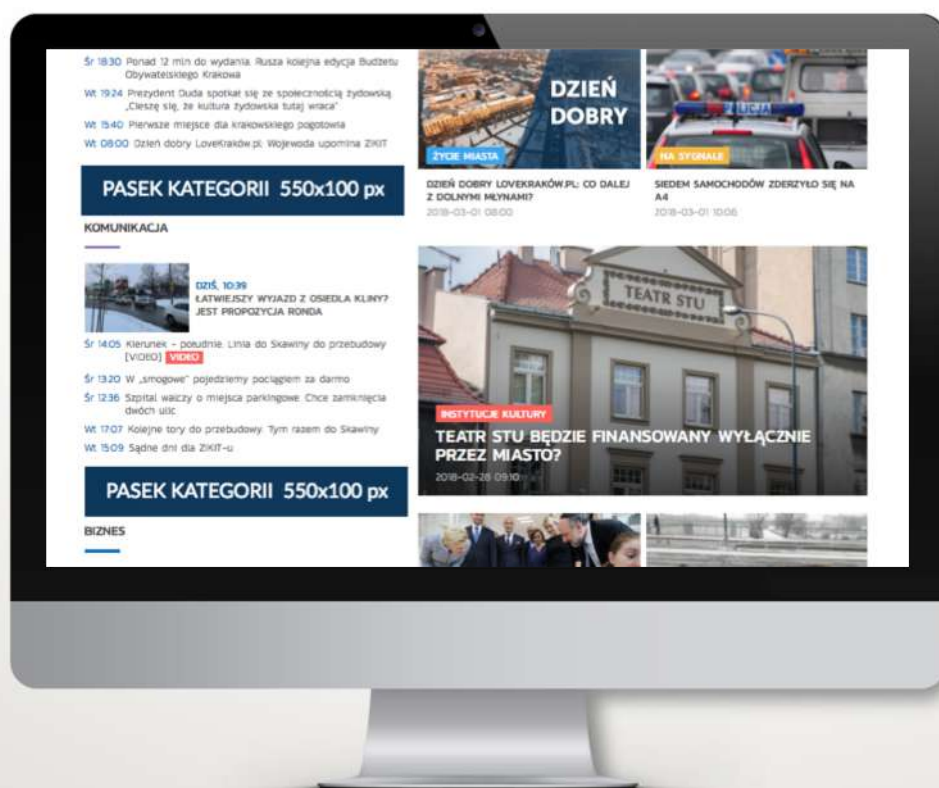 Śr 18:30 Ponad 12 mln do wydania. Rusza kolejna edycja Budżetu
Obywatelskiego Krakowa
Wt 19:24 Prezydent Duda spotkał się ze społecznością żydowską.
„Cieszę się, że kultura żydowska tutaj wraca”
Wt 15:40 Pierwsze miejsce dla krakowskiego pogotowia
Wt 08:00 Dzień dobry LoveKraków.pl: Wojewoda upomina ZIKIT
PASEK KATEGORII 550x100 px
KOMUNIKACJA
DZIŚ, 10:39
ŁATWIEJSZY WYJAZD Z OSIEDLA KLINY?
JEST PROPOZYCJA RONDA
Śr 14:05 Kierunek – południe. Linia do Skawiny do przebudowy
[VIDEO] VIDEO
Śr 13:20 W „smogowe” pojedziemy pociągiem za darmo
Śr 12:36 Szpital walczy o miejsca parkingowe. Chce zamknięcia
dwóch ulic
Wt 17:07 Kolejne tory do przebudowy. Tym razem do Skawiny
Wt 15:09 Sądne dni dla ZIKIT-u
PASEK KATEGORII 550x100 px
BIZNES
DZIEŃ
DOBRY
ŻYCIE MIASTA
DZIEŃ DOBRY LOVEKRAKÓW.PL: CO DALEJ
Z DOLNYMI MŁYNAMI?
2018-03-01 08:00
POLICJA
NA SYGNALE
SIEDEM SAMOCHODÓW ZDERZYŁO SIĘ NA
A4
2018-03-01 10:06
TEATR STU
INSTYTUCJE KULTURY
TEATR STU BĘDZIE FINANSOWANY WYŁĄCZNIE
PRZEZ MIASTO?
2018-02-28 09:10